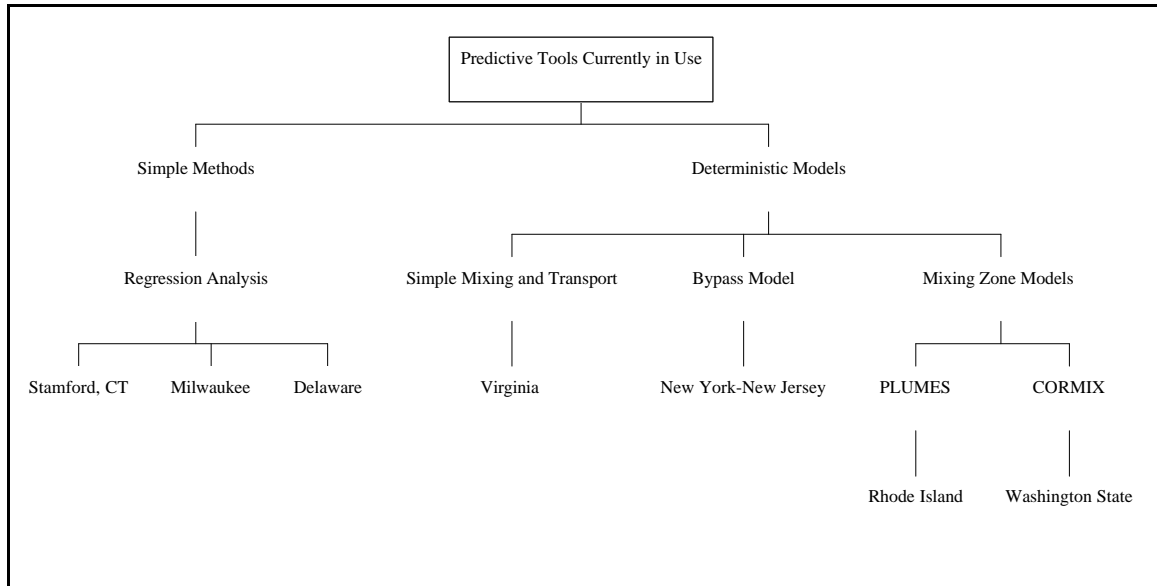 Predictive Tools Currently in Use
Simple Methods
Deterministic Models
Regression Analysis
Simple Mixing and Transport
Bypass Model
Mixing Zone Models
Stamford, CT
Milwaukee
Delaware
Virginia
New York-New Jersey
PLUMES
CORMIX
Rhode Island
Washington State